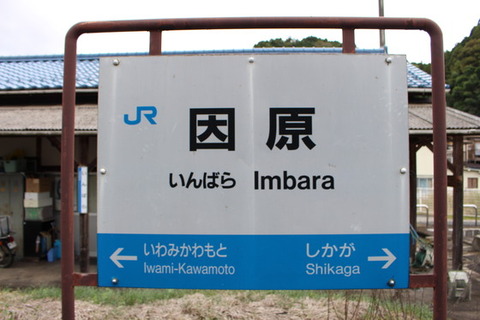 JR
因原
いんばら Imbara
← いわみかわもと しかが →
Iwami-Kawamoto Shikaga